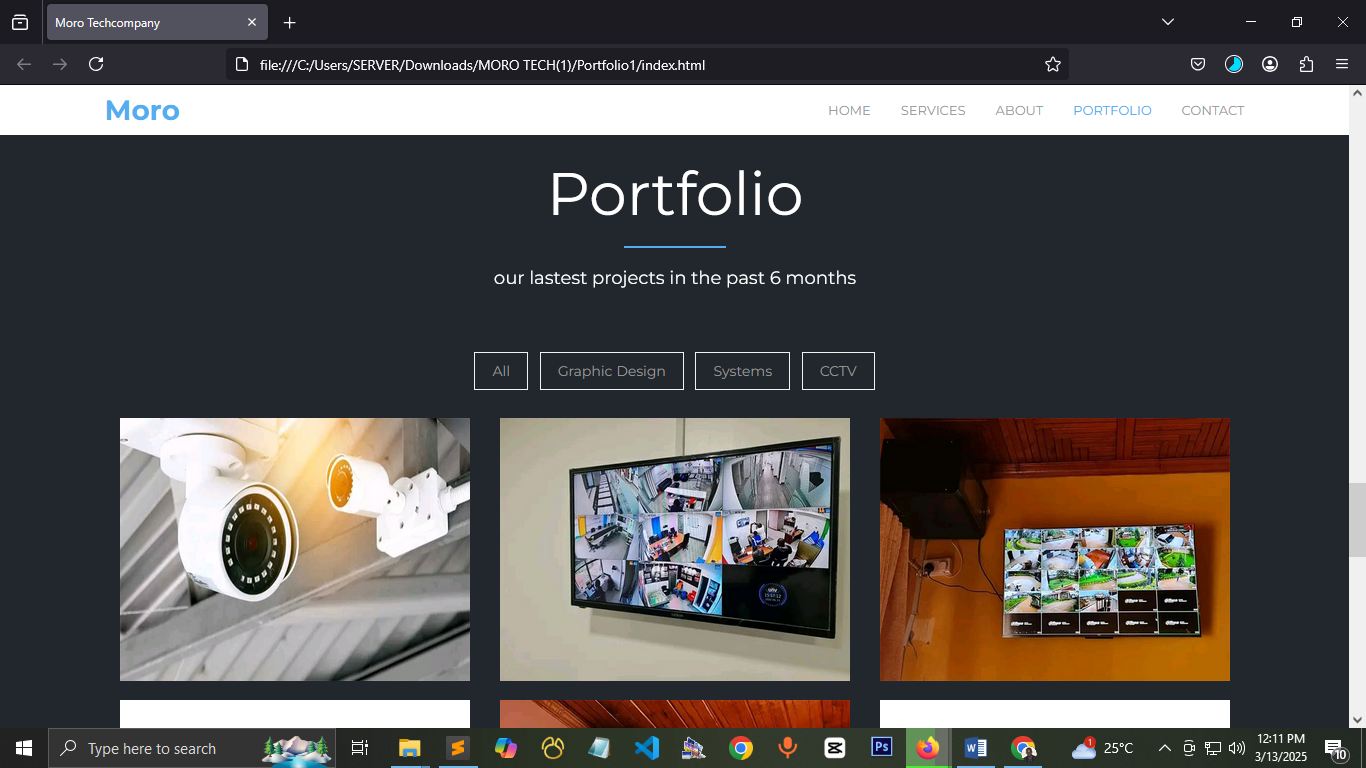 Moro Techcompany
file:///C:/Users/SERVER/Downloads/MORO TECH(1)/Portfolio1/index.html
Moro
HOME SERVICES ABOUT PORTFOLIO CONTACT
Portfolio
our lastest projects in the past 6 months
All Graphic Design Systems CCTV
Type here to search
Ps
1
25°C
12:11 PM
3/13/2025
10